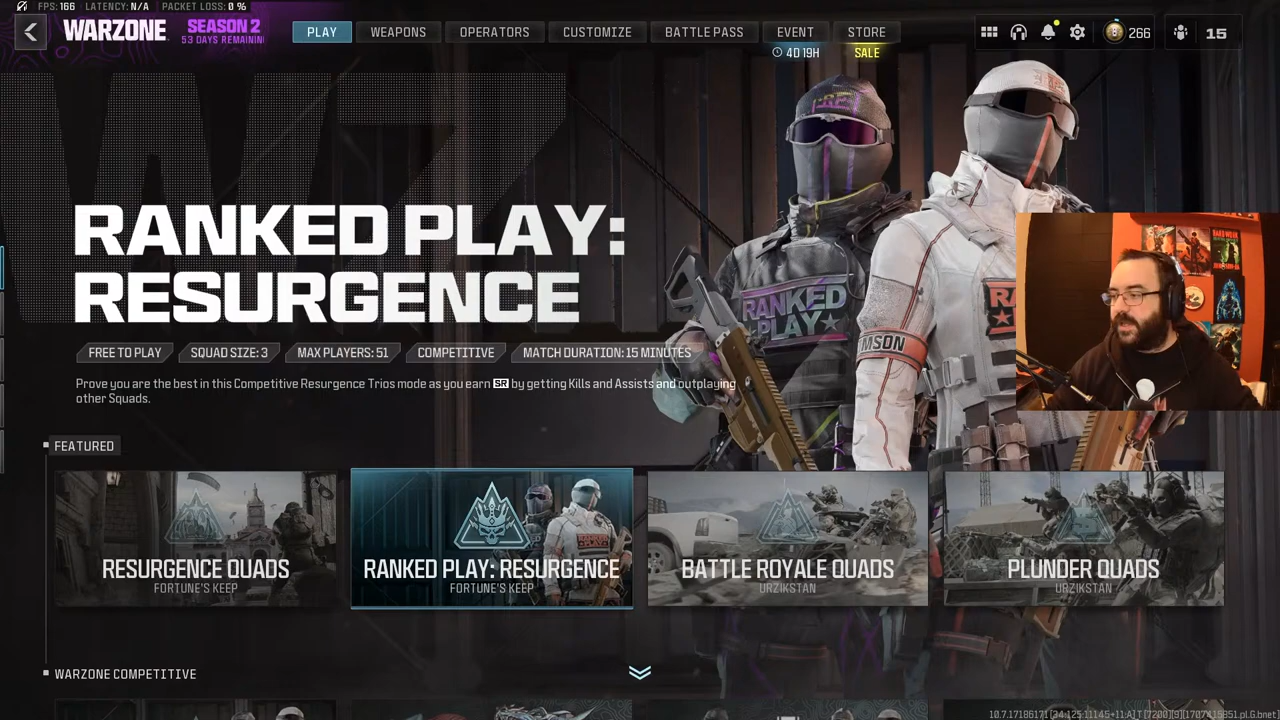 FPS: 166 LATENCY: N/A PACKET LOSS: 0 %
WARZONE
SEASON 2
53 DAYS REMAINING
PLAY
WEAPONS
OPERATORS
CUSTOMIZE
BATTLE PASS
EVENT
STORE
266
15
4D 19H
SALE
RANKED PLAY:
RESURGENCE
FREE TO PLAY
SQUAD SIZE: 3
MAX PLAYERS: 51
COMPETITIVE
MATCH DURATION: 15 MINUTES
Prove you are the best in this Competitive Resurgence Trios mode as you earn SR by getting Kills and Assists and outplaying
other Squads.
RANKED
PLAY
FEATURED
RESURGENCE QUADS
FORTUNE'S KEEP
RANKED PLAY: RESURGENCE
FORTUNE'S KEEP
BATTLE ROYALE QUADS
URZIKSTAN
PLUNDER QUADS
URZIKSTAN
WARZONE COMPETITIVE